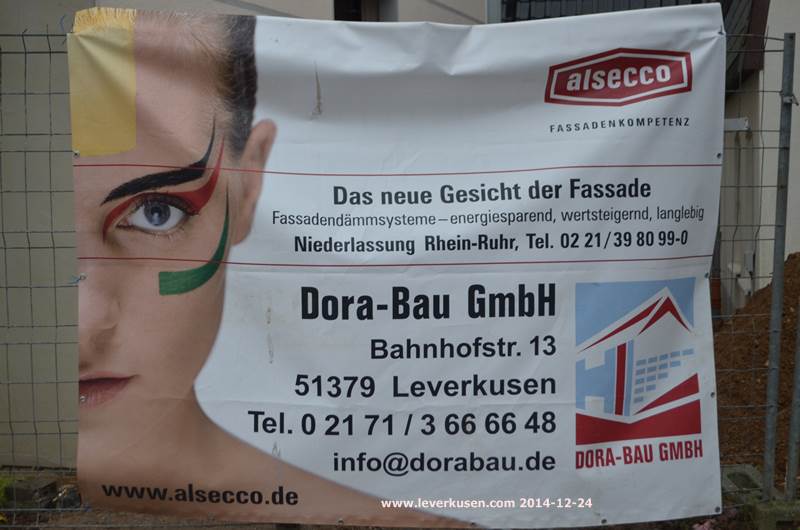 alsecco
FASSADENKOMPETENZ
Das neue Gesicht der Fassade
Fassadendämmsysteme – energiesparend, wertsteigernd, langlebig
Niederlassung Rhein-Ruhr, Tel. 02 21/39 80 99-0
Dora-Bau GmbH
Bahnhofstr. 13
51379 Leverkusen
Tel. 0 21 71 / 3 66 66 48
info@dorabau.de
DORA-BAU GMBH
www.alsecco.de
www.leverkusen.com 2014-12-24